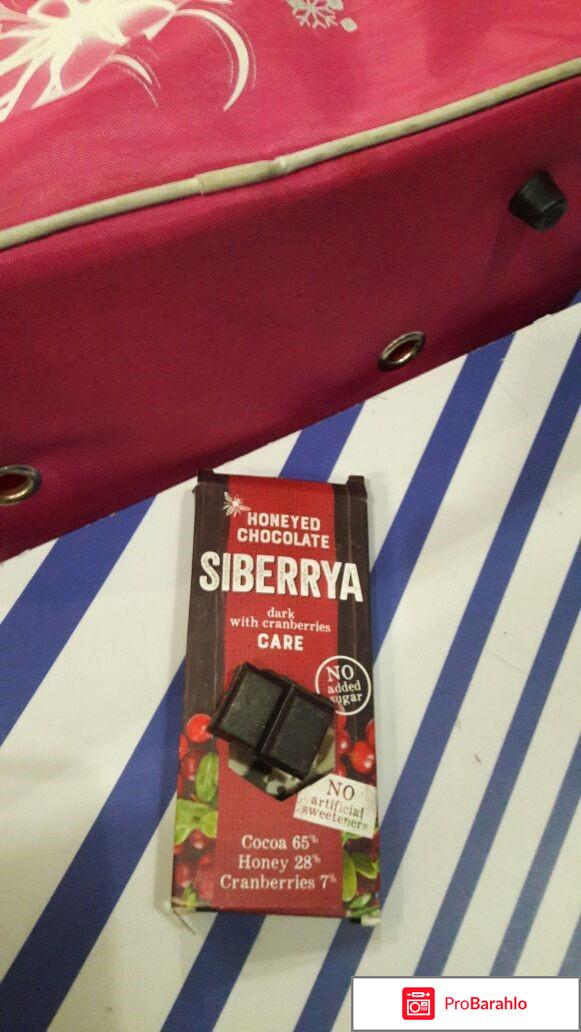 HONEYED
CHOCOLATE
SIBERRYA
dark
with cranberries
CARE
NO
added
sugar
NO
artificial
sweeteners
Cocoa 65%
Honey 28%
Cranberries 7%
ProBarahlo